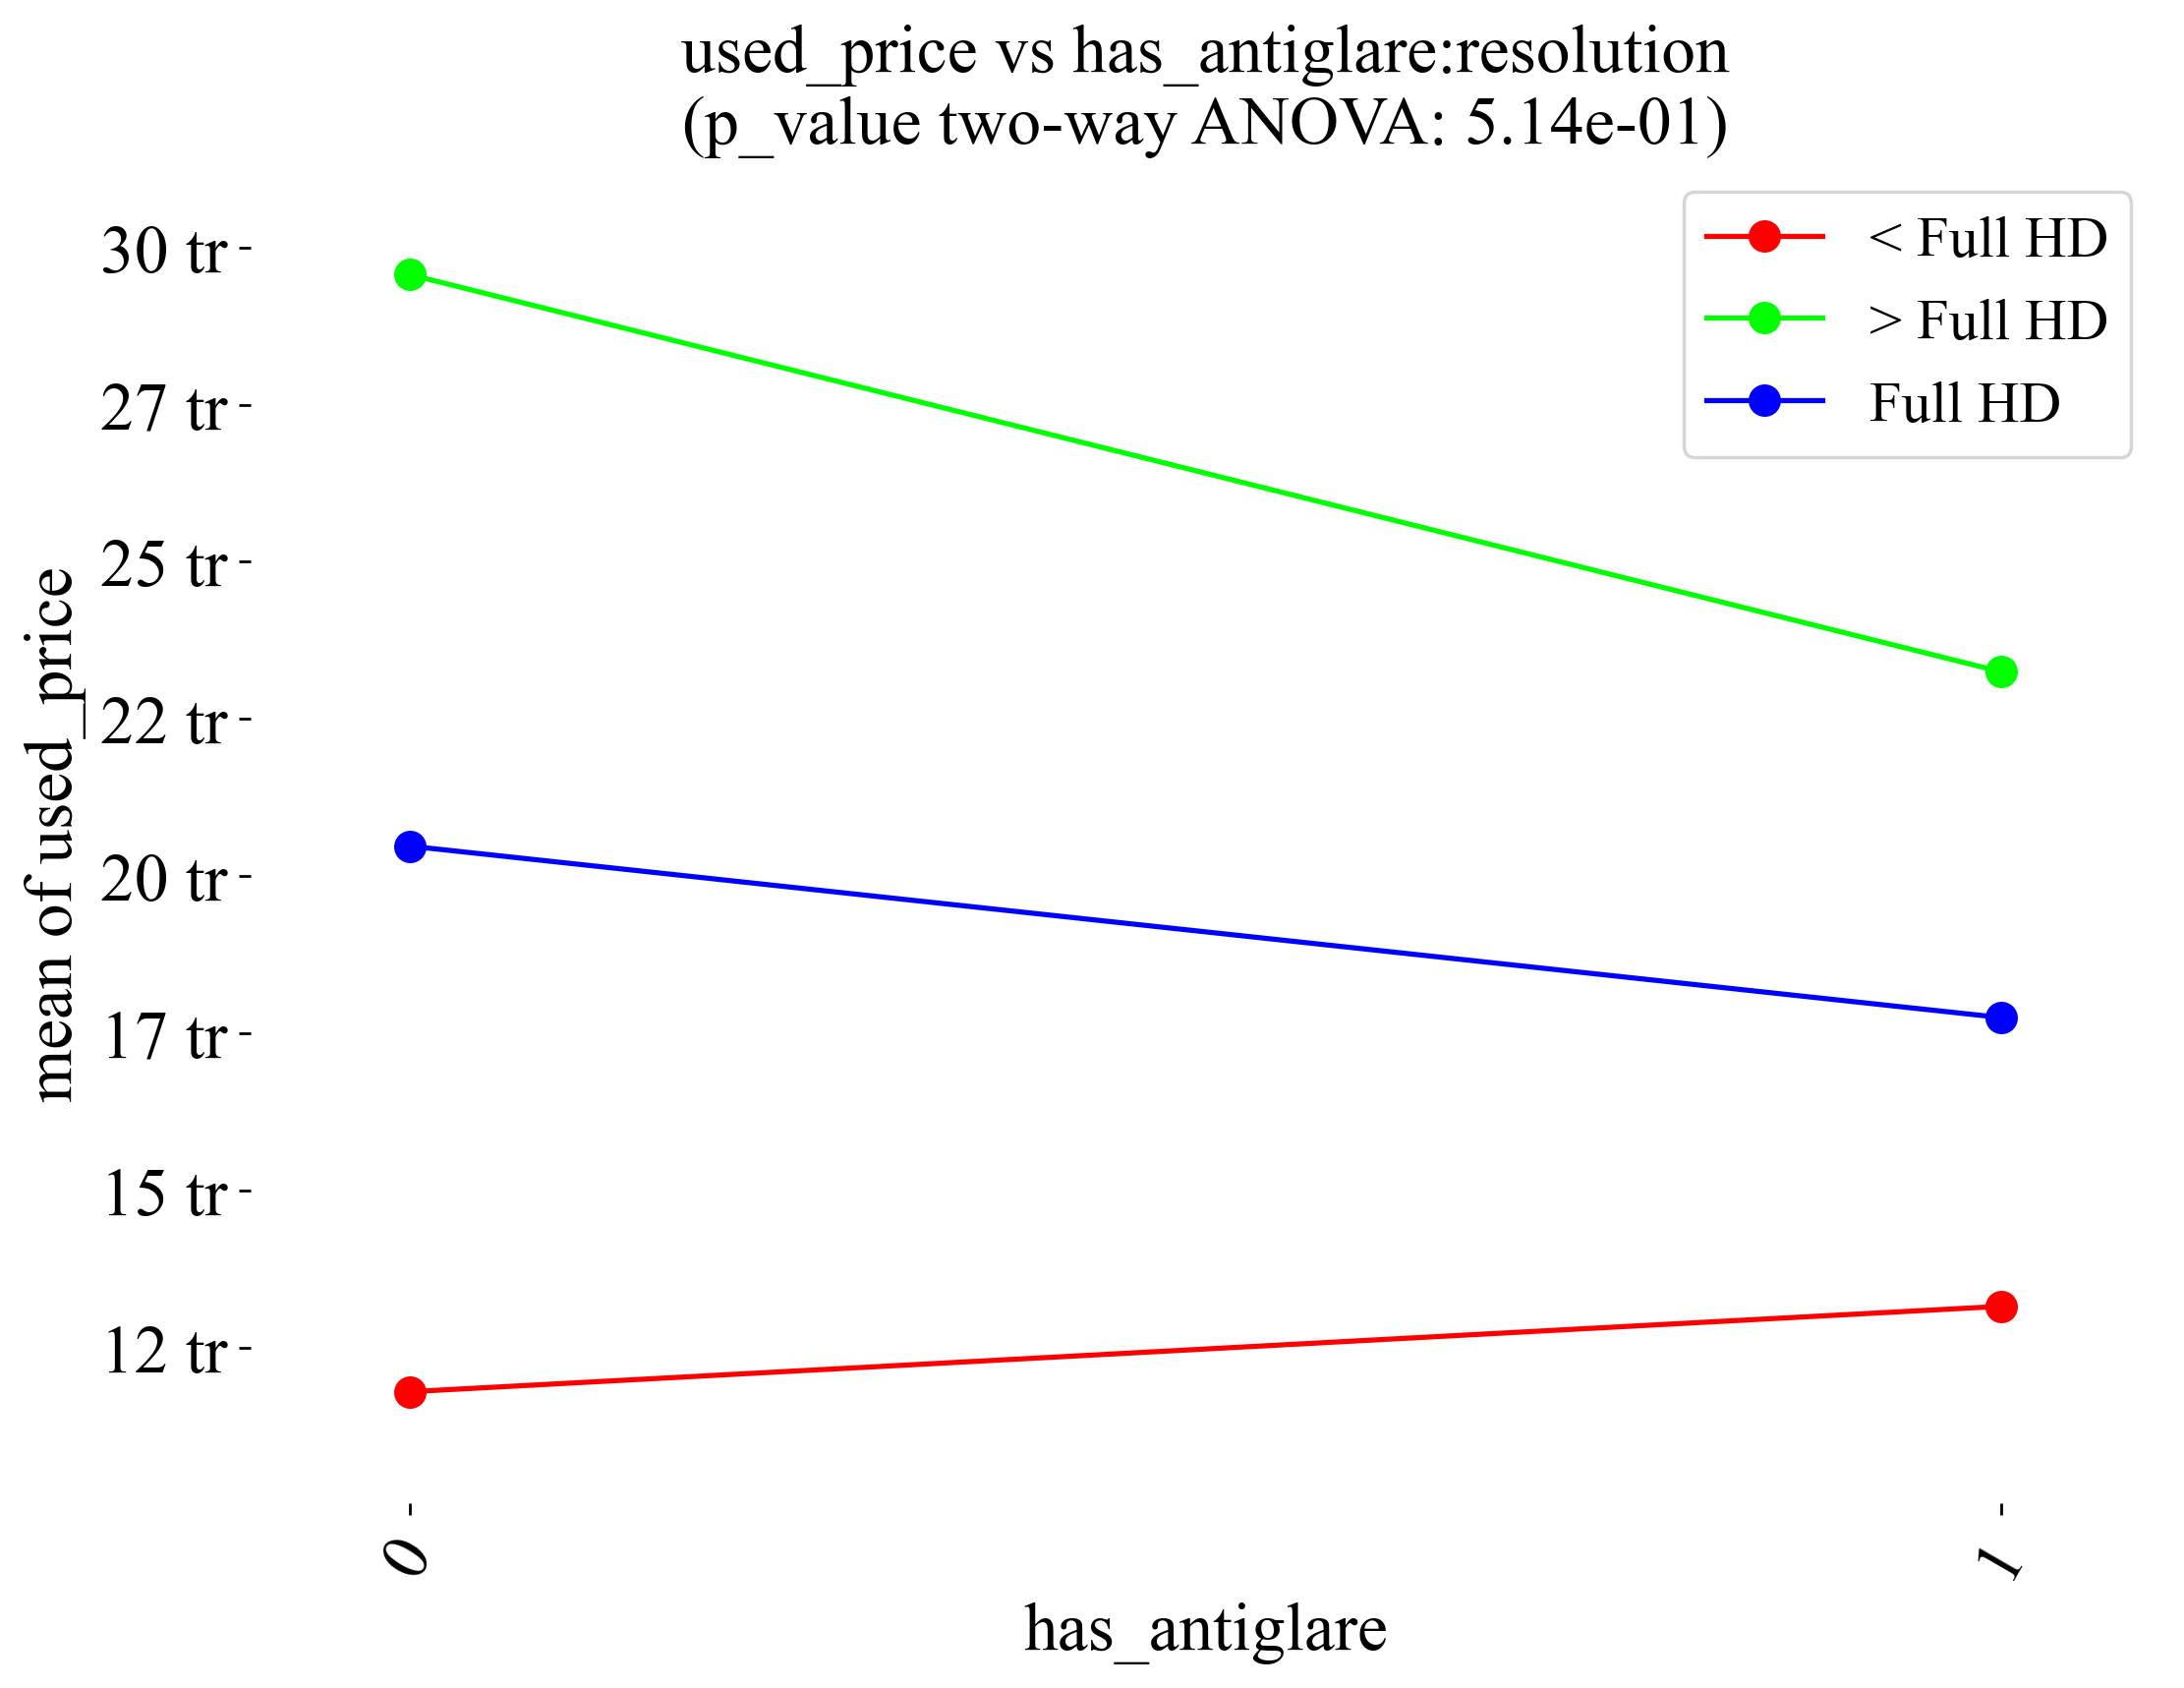 used_price vs has_antiglare:resolution
(p_value two-way ANOVA: 5.14e-01)
< Full HD
> Full HD
Full HD
30 tr
27 tr
25 tr
22 tr
20 tr
17 tr
15 tr
12 tr
mean of used_price
0
1
has_antiglare